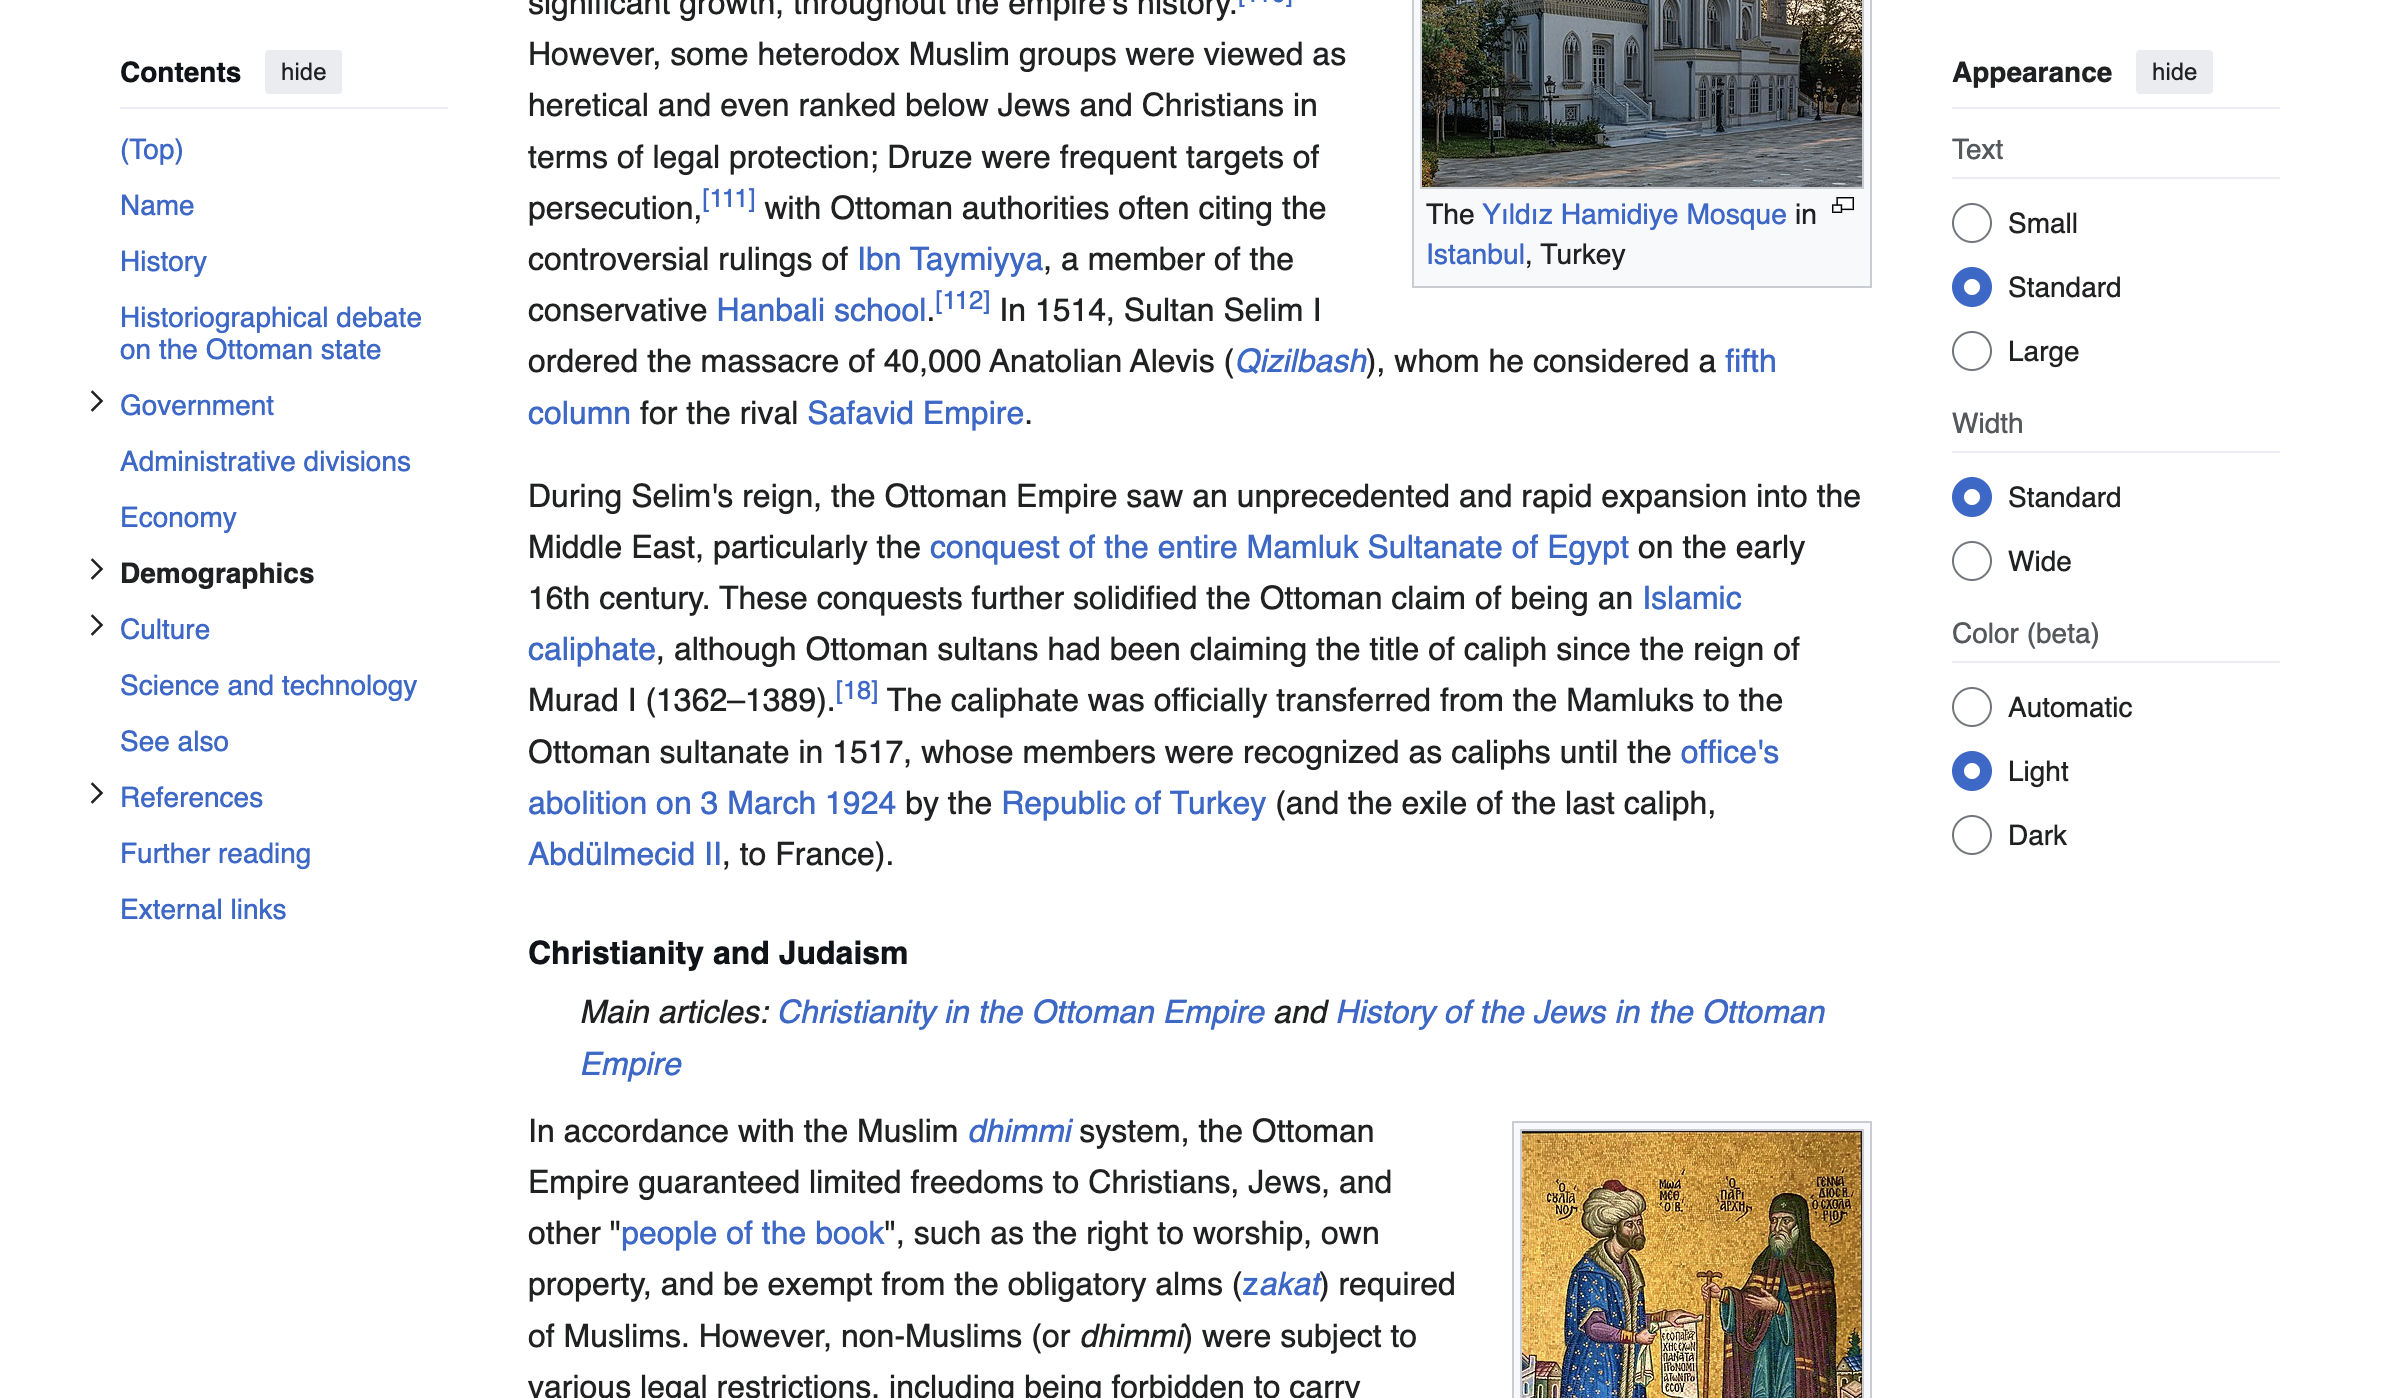 Contents hide
(Top)
Name
History
Historiographical debate
on the Ottoman state
Government
Administrative divisions
Economy
Demographics
Culture
Science and technology
See also
References
Further reading
External links
significant growth, throughout the empire's history.[110]
However, some heterodox Muslim groups were viewed as
heretical and even ranked below Jews and Christians in
terms of legal protection; Druze were frequent targets of
persecution,[111] with Ottoman authorities often citing the
controversial rulings of Ibn Taymiyya, a member of the
conservative Hanbali school.[112] In 1514, Sultan Selim I
ordered the massacre of 40,000 Anatolian Alevis (Qizilbash), whom he considered a fifth
column for the rival Safavid Empire.
The Yıldız Hamidiye Mosque in
Istanbul, Turkey
During Selim's reign, the Ottoman Empire saw an unprecedented and rapid expansion into the
Middle East, particularly the conquest of the entire Mamluk Sultanate of Egypt on the early
16th century. These conquests further solidified the Ottoman claim of being an Islamic
caliphate, although Ottoman sultans had been claiming the title of caliph since the reign of
Murad I (1362–1389).[18] The caliphate was officially transferred from the Mamluks to the
Ottoman sultanate in 1517, whose members were recognized as caliphs until the office's
abolition on 3 March 1924 by the Republic of Turkey (and the exile of the last caliph,
Abdülmecid II, to France).
Christianity and Judaism
Main articles: Christianity in the Ottoman Empire and History of the Jews in the Ottoman
Empire
In accordance with the Muslim dhimmi system, the Ottoman
Empire guaranteed limited freedoms to Christians, Jews, and
other "people of the book", such as the right to worship, own
property, and be exempt from the obligatory alms (zakat) required
of Muslims. However, non-Muslims (or dhimmi) were subject to
various legal restrictions, including being forbidden to carry
Appearance hide
Text
Small
Standard
Large
Width
Standard
Wide
Color (beta)
Automatic
Light
Dark